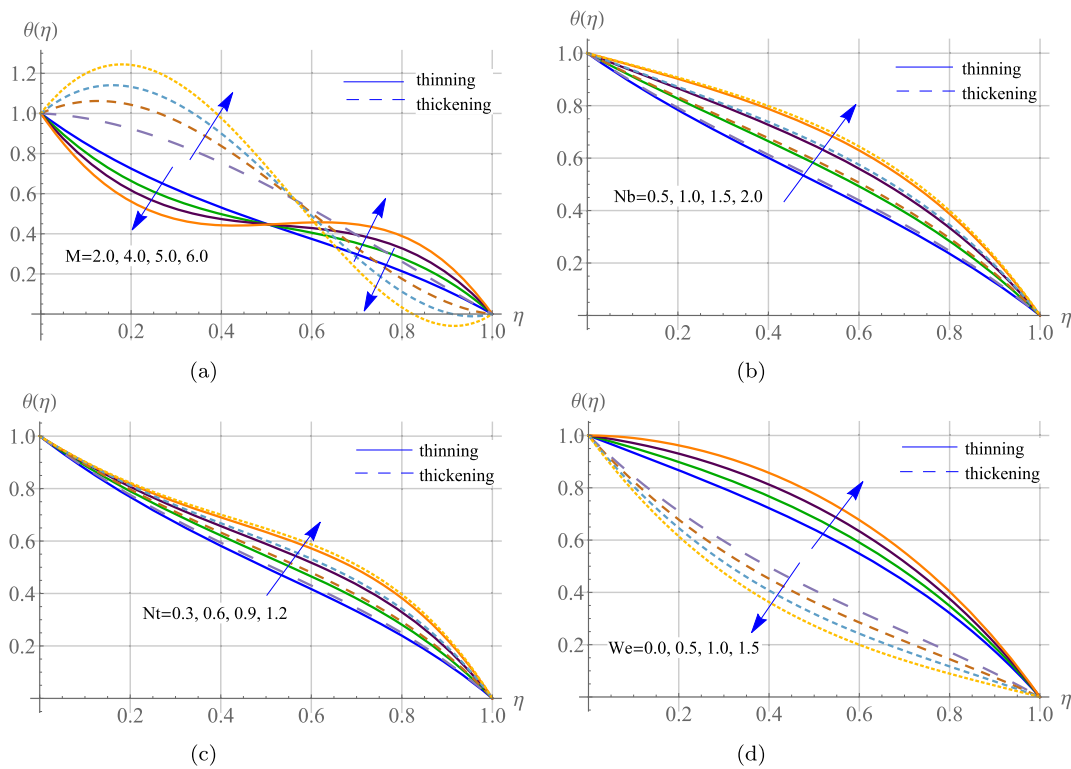 θ(η)
1.2
1.0
0.8
0.6
0.4
0.2
0.2 0.4 0.6 0.8 1.0 η
thinning
thickening
M=2.0, 4.0, 5.0, 6.0
(a)
θ(η)
1.0
0.8
0.6
0.4
0.2
0.2 0.4 0.6 0.8 1.0 η
thinning
thickening
Nb=0.5, 1.0, 1.5, 2.0
(b)
θ(η)
1.0
0.8
0.6
0.4
0.2
0.2 0.4 0.6 0.8 1.0 η
thinning
thickening
Nt=0.3, 0.6, 0.9, 1.2
(c)
θ(η)
1.0
0.8
0.6
0.4
0.2
0.2 0.4 0.6 0.8 1.0 η
thinning
thickening
We=0.0, 0.5, 1.0, 1.5
(d)